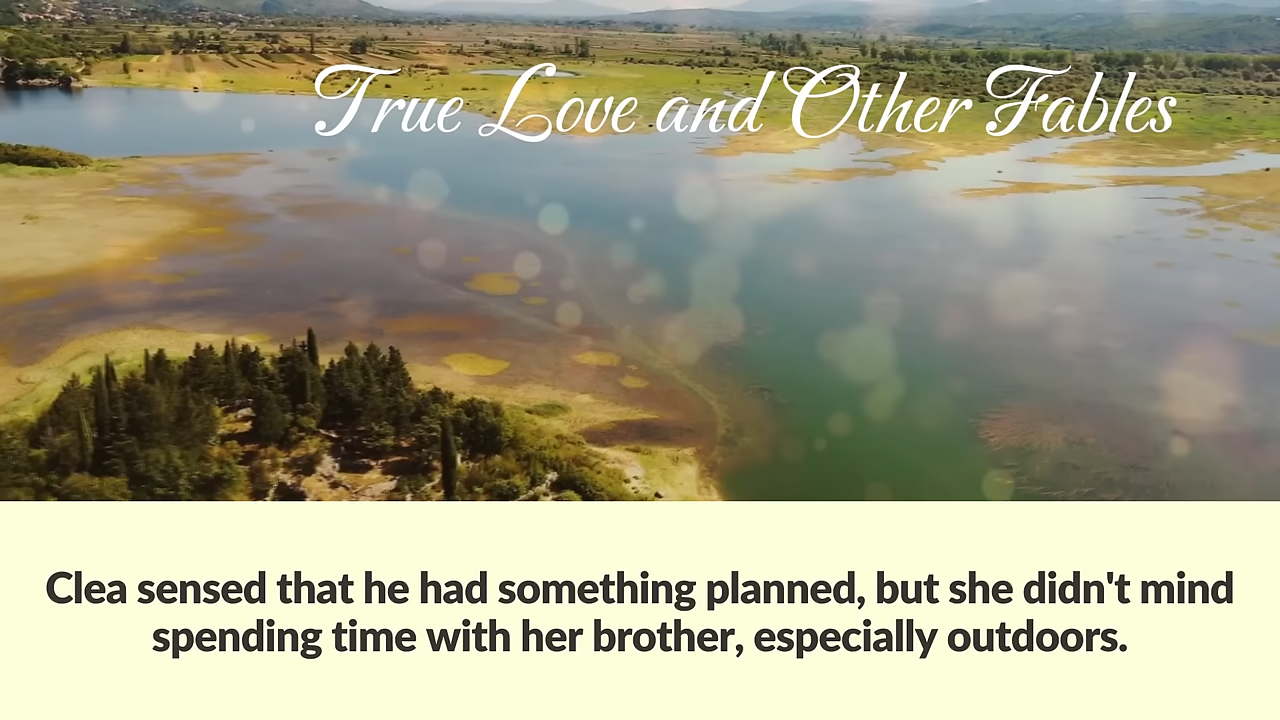 True Love and Other Fables
Clea sensed that he had something planned, but she didn't mind
spending time with her brother, especially outdoors.